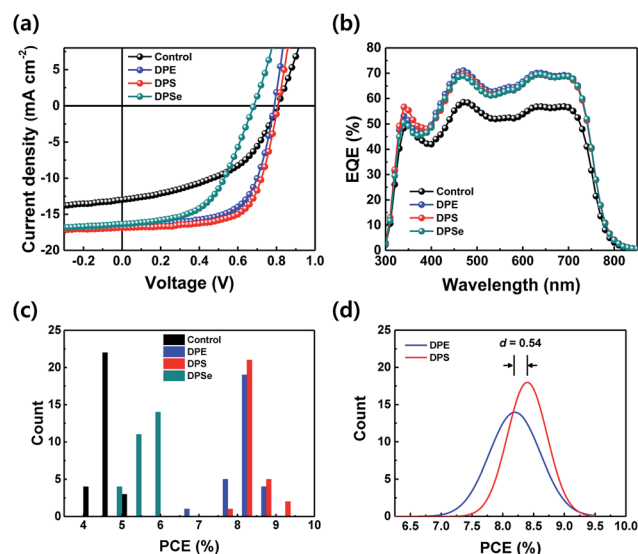 (a)
Control
DPE
DPS
DPSe
5
0
-5
-10
-15
-20
-0.2 0.0 0.2 0.4 0.6 0.8 1.0
Current density (mA cm⁻²)
Voltage (V)
(b)
80
70
60
50
40
30
20
10
0
300 400 500 600 700 800
EQE (%)
Control
DPE
DPS
DPSe
Wavelength (nm)
(c)
25
20
15
10
5
0
4 5 6 7 8 9 10
Count
Control
DPE
DPS
DPSe
PCE (%)
(d)
25
20
15
10
5
0
6.5 7.0 7.5 8.0 8.5 9.0 9.5 10.0
Count
DPE
DPS
d = 0.54
PCE (%)